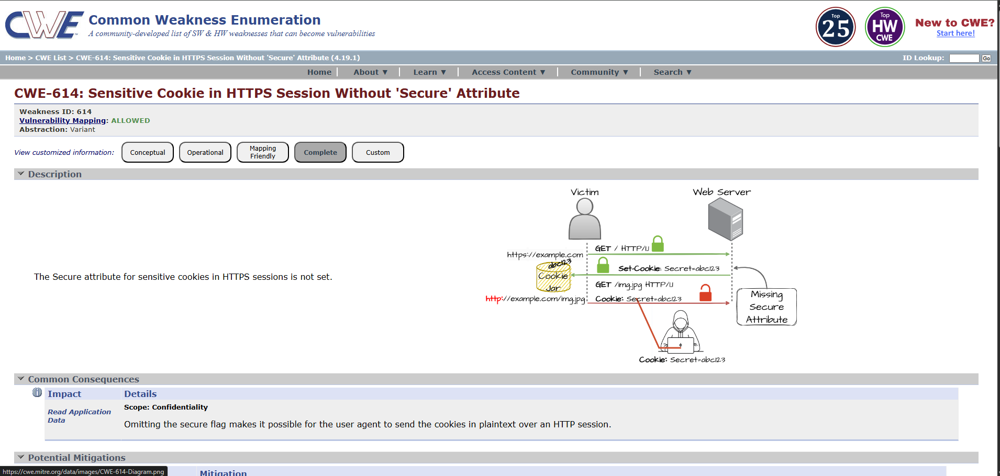 CWE™
Common Weakness Enumeration
A community-developed list of SW & HW weaknesses that can become vulnerabilities
Top
25
Top
HW
CWE
New to CWE?
Start here!
Home > CWE List > CWE-614: Sensitive Cookie in HTTPS Session Without 'Secure' Attribute (4.19.1)
ID Lookup:
Go
Home
About ▼
Learn ▼
Access Content ▼
Community ▼
Search ▼
CWE-614: Sensitive Cookie in HTTPS Session Without 'Secure' Attribute
Weakness ID: 614
Vulnerability Mapping: ALLOWED
Abstraction: Variant
View customized information:
Conceptual
Operational
Mapping
Friendly
Complete
Custom
Description
The Secure attribute for sensitive cookies in HTTPS sessions is not set.
Victim
Web Server
GET / HTTP/1.1
https://example.com
abc123
Cookie
Jar
Set-Cookie: Secret=abc123
GET /img.jpg HTTP/1.1
http://example.com/img.jpg
Cookie: Secret=abc123
Missing
Secure
Attribute
Cookie: Secret=abc123
Common Consequences
Impact
Details
Read Application
Data
Scope: Confidentiality
Omitting the secure flag makes it possible for the user agent to send the cookies in plaintext over an HTTP session.
Potential Mitigations
Mitigation
https://cwe.mitre.org/data/images/CWE-614-Diagram.png